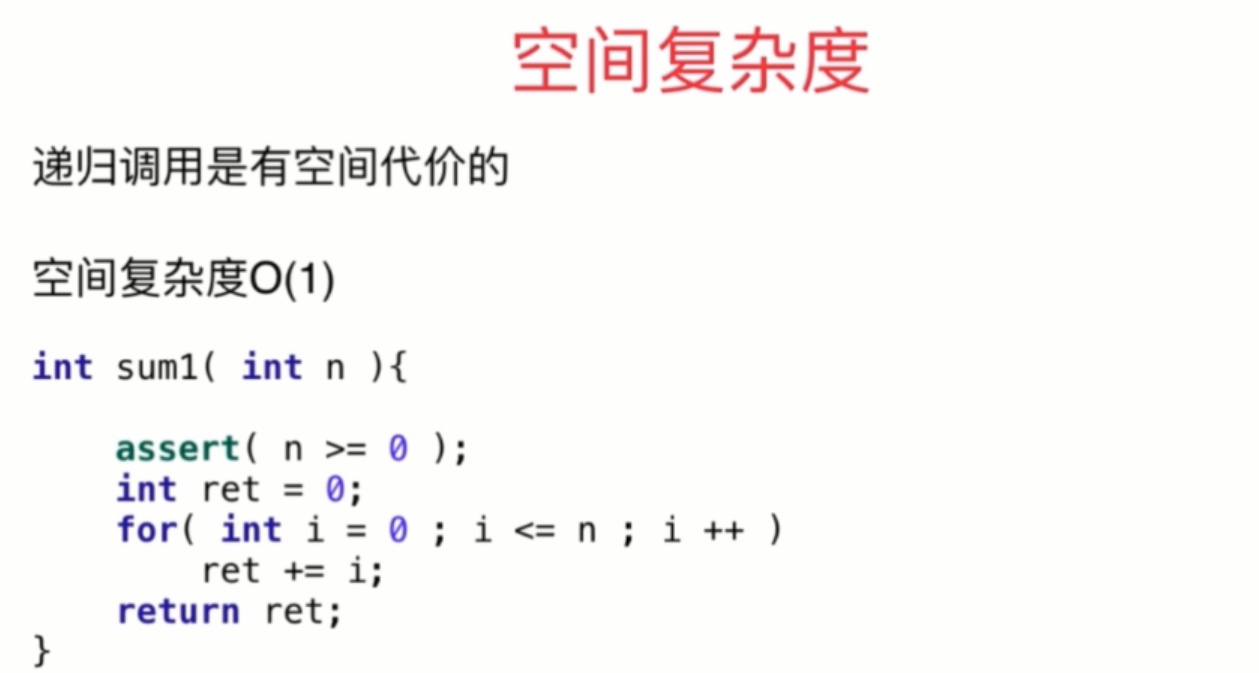 空间复杂度
递归调用是有空间代价的
空间复杂度O(1)
int sum1( int n ){
assert( n >= 0 );
int ret = 0;
for( int i = 0 ; i <= n ; i ++ )
ret += i;
return ret;
}